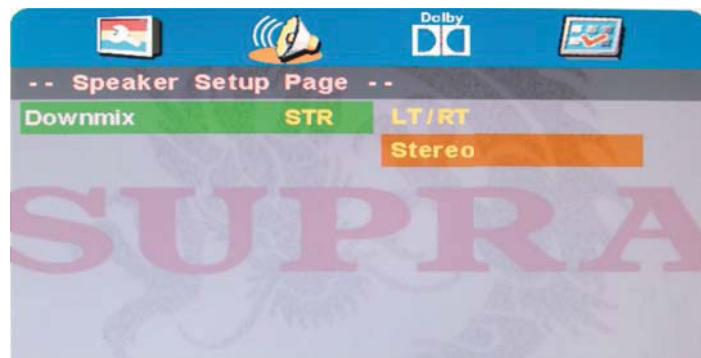 Dolby
-- Speaker Setup Page --
Downmix STR LT/RT
Stereo
SUPRA